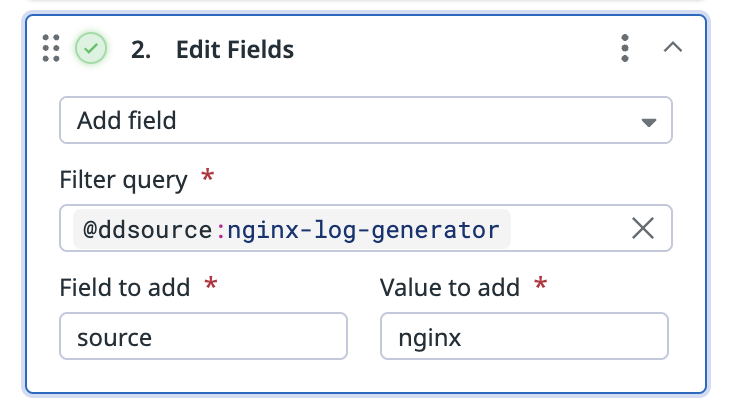 2. Edit Fields
Add field
Filter query *
@ddsource:nginx-log-generator
Field to add * Value to add *
source nginx